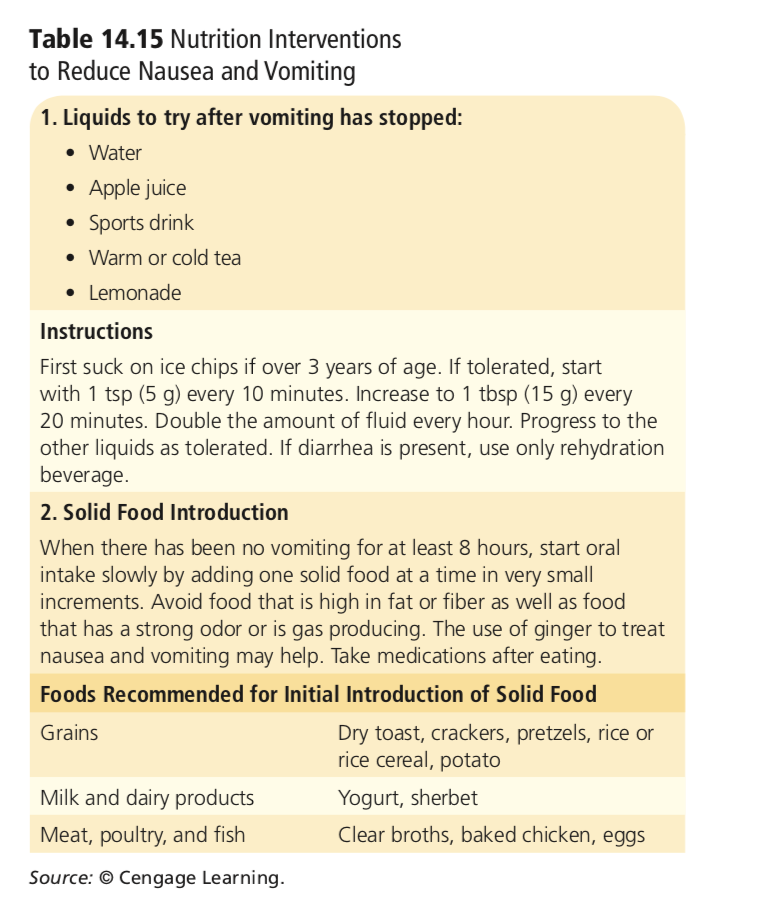 Table 14.15 Nutrition Interventions
to Reduce Nausea and Vomiting
1. Liquids to try after vomiting has stopped:
• Water
• Apple juice
• Sports drink
• Warm or cold tea
• Lemonade
Instructions
First suck on ice chips if over 3 years of age. If tolerated, start
with 1 tsp (5 g) every 10 minutes. Increase to 1 tbsp (15 g) every
20 minutes. Double the amount of fluid every hour. Progress to the
other liquids as tolerated. If diarrhea is present, use only rehydration
beverage.
2. Solid Food Introduction
When there has been no vomiting for at least 8 hours, start oral
intake slowly by adding one solid food at a time in very small
increments. Avoid food that is high in fat or fiber as well as food
that has a strong odor or is gas producing. The use of ginger to treat
nausea and vomiting may help. Take medications after eating.
Foods Recommended for Initial Introduction of Solid Food
Grains Dry toast, crackers, pretzels, rice or
rice cereal, potato
Milk and dairy products Yogurt, sherbet
Meat, poultry, and fish Clear broths, baked chicken, eggs
Source: © Cengage Learning.